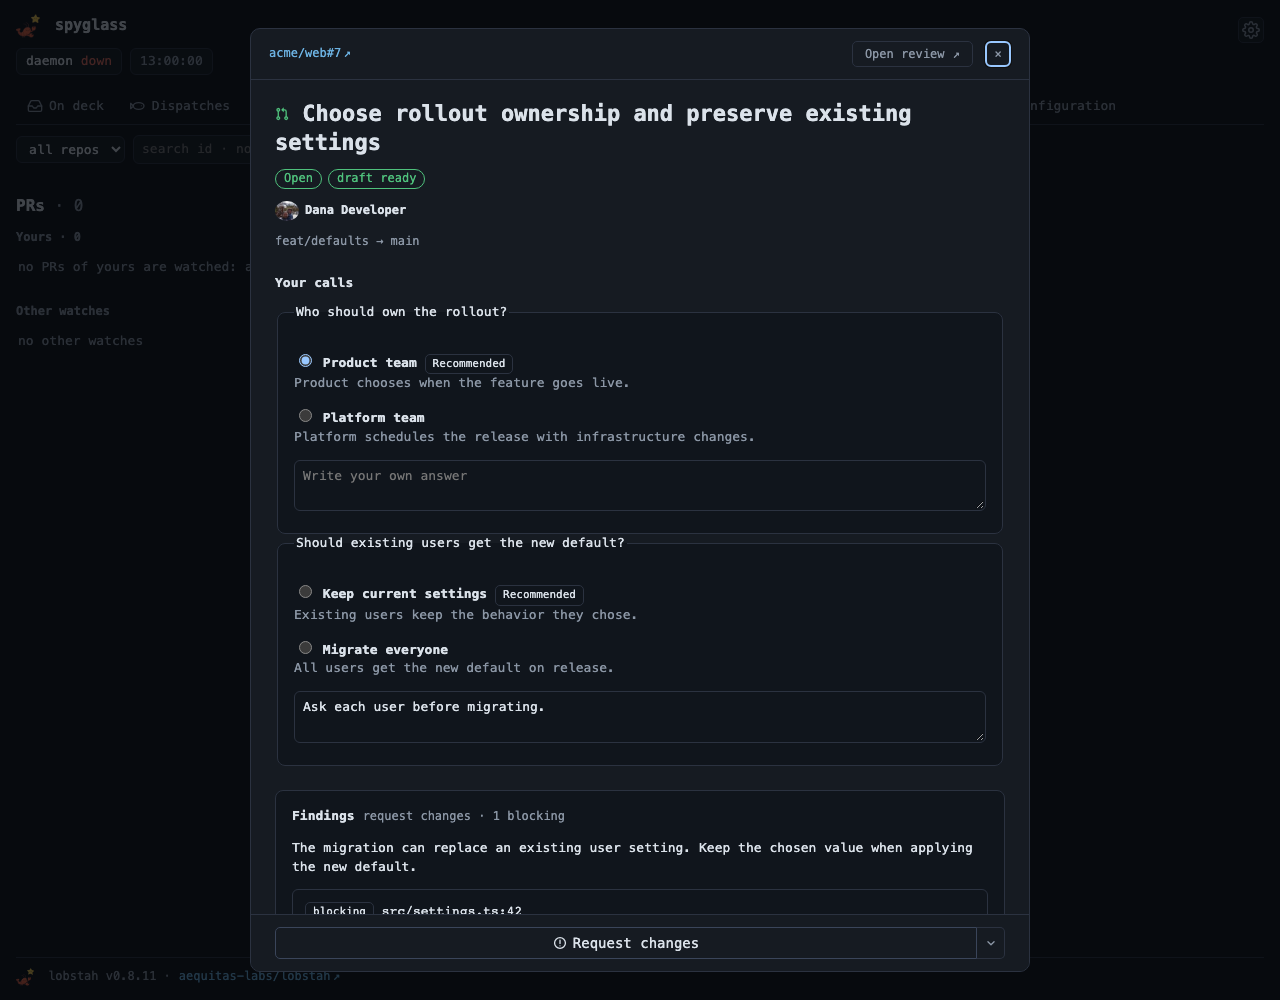 spyglass
daemon down
13:00:00
On deck
Dispatches
nfiguration
all repos
search id · no
PRs · 0
Yours · 0
no PRs of yours are watched: a
Other watches
no other watches
acme/web#7↗
Open review ↗
×
Choose rollout ownership and preserve existing
settings
Open
draft ready
Dana Developer
feat/defaults → main
Your calls
Who should own the rollout?
Product team Recommended
Product chooses when the feature goes live.
Platform team
Platform schedules the release with infrastructure changes.
Write your own answer
Should existing users get the new default?
Keep current settings Recommended
Existing users keep the behavior they chose.
Migrate everyone
All users get the new default on release.
Ask each user before migrating.
Findings request changes · 1 blocking
The migration can replace an existing user setting. Keep the chosen value when applying
the new default.
blocking src/settings.ts:42
Request changes
lobstah v0.8.11 · aequitas-labs/lobstah↗